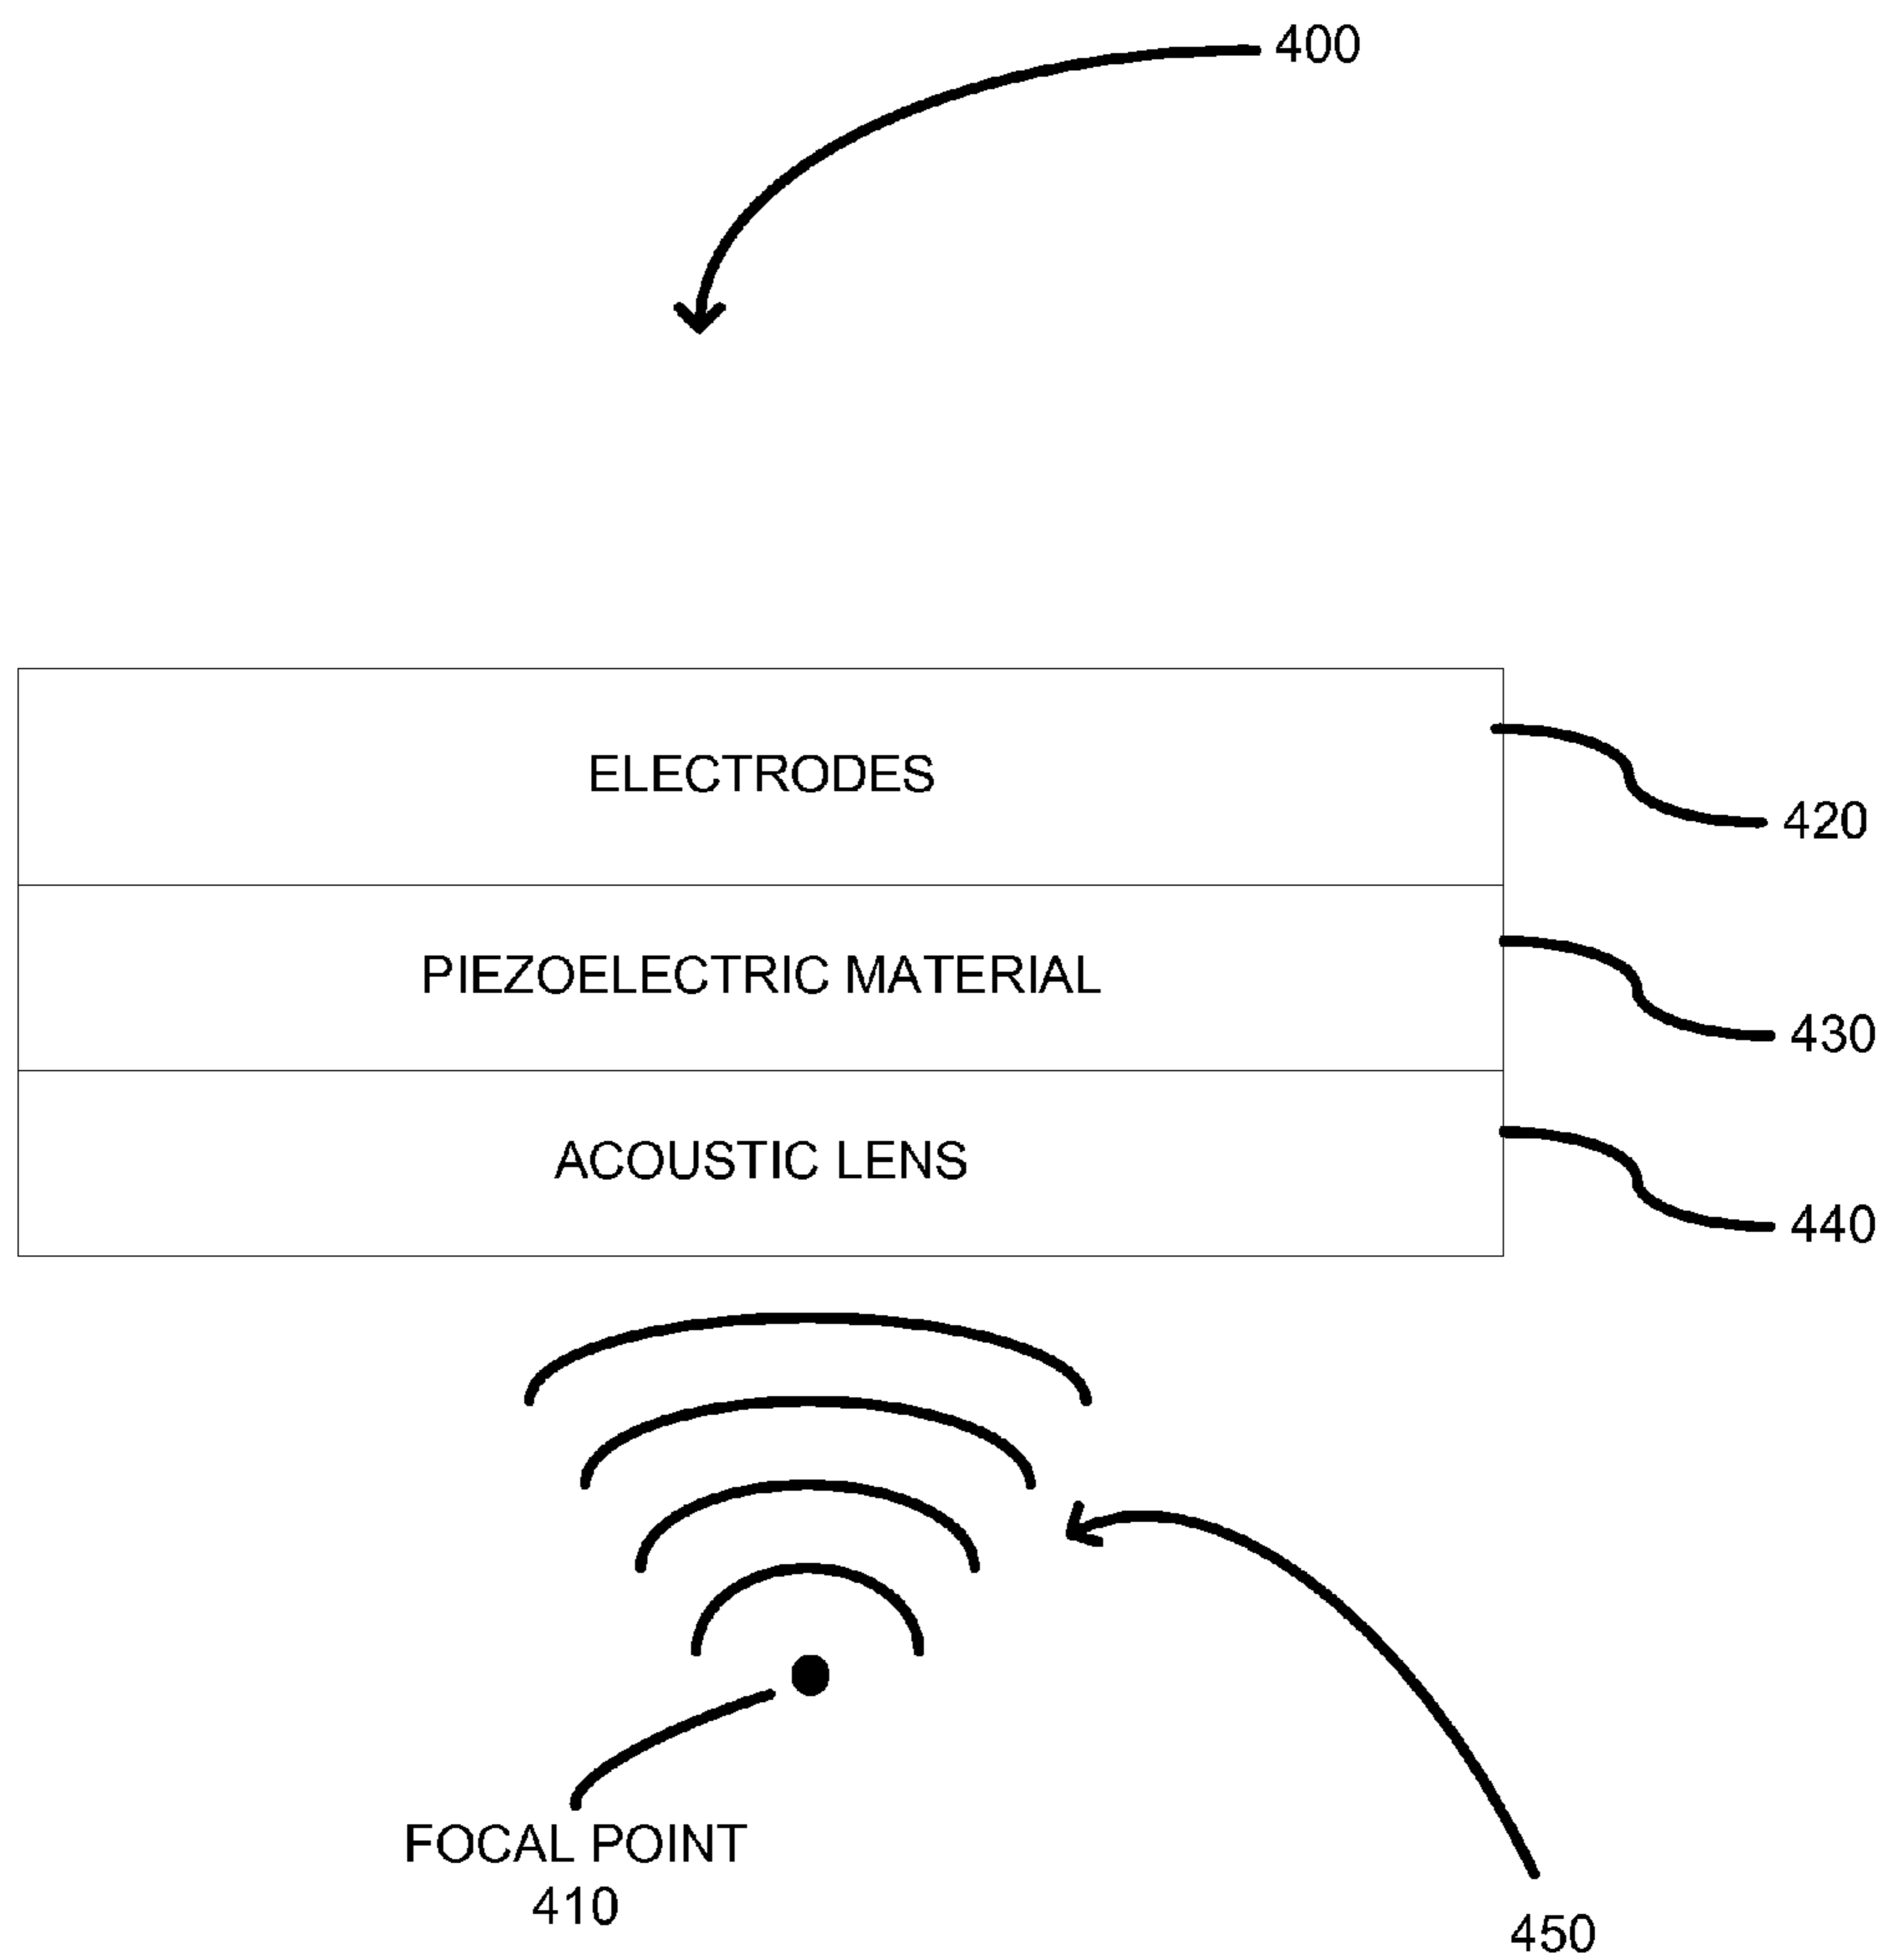 400
ELECTRODES
420
PIEZOELECTRIC MATERIAL
430
ACOUSTIC LENS
440
FOCAL POINT
410
450